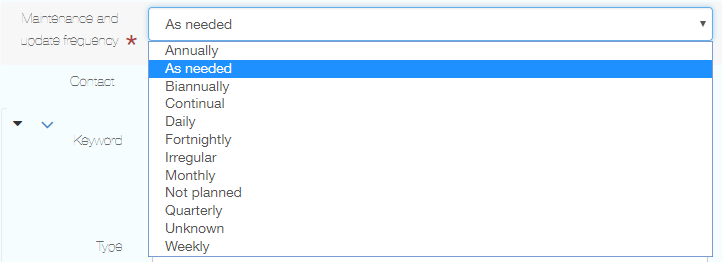 Maintenance and
update frequency *
As needed
Annually
As needed
Biannually
Contact
Continual
Daily
Fortnightly
Keyword
Irregular
Monthly
Not planned
Quarterly
Unknown
Type
Weekly